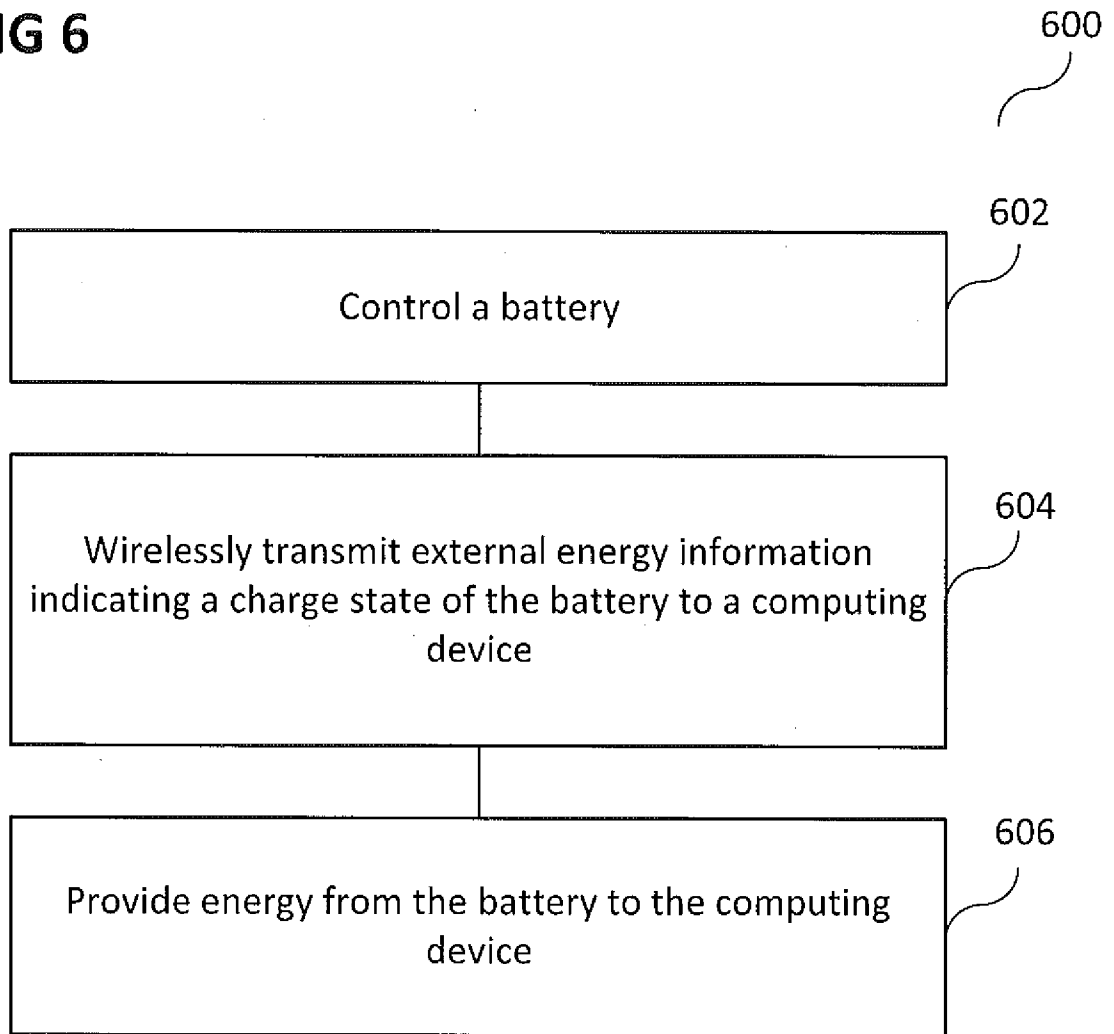 IG 6
600
602
Control a battery
604
Wirelessly transmit external energy information
indicating a charge state of the battery to a computing
device
606
Provide energy from the battery to the computing
device